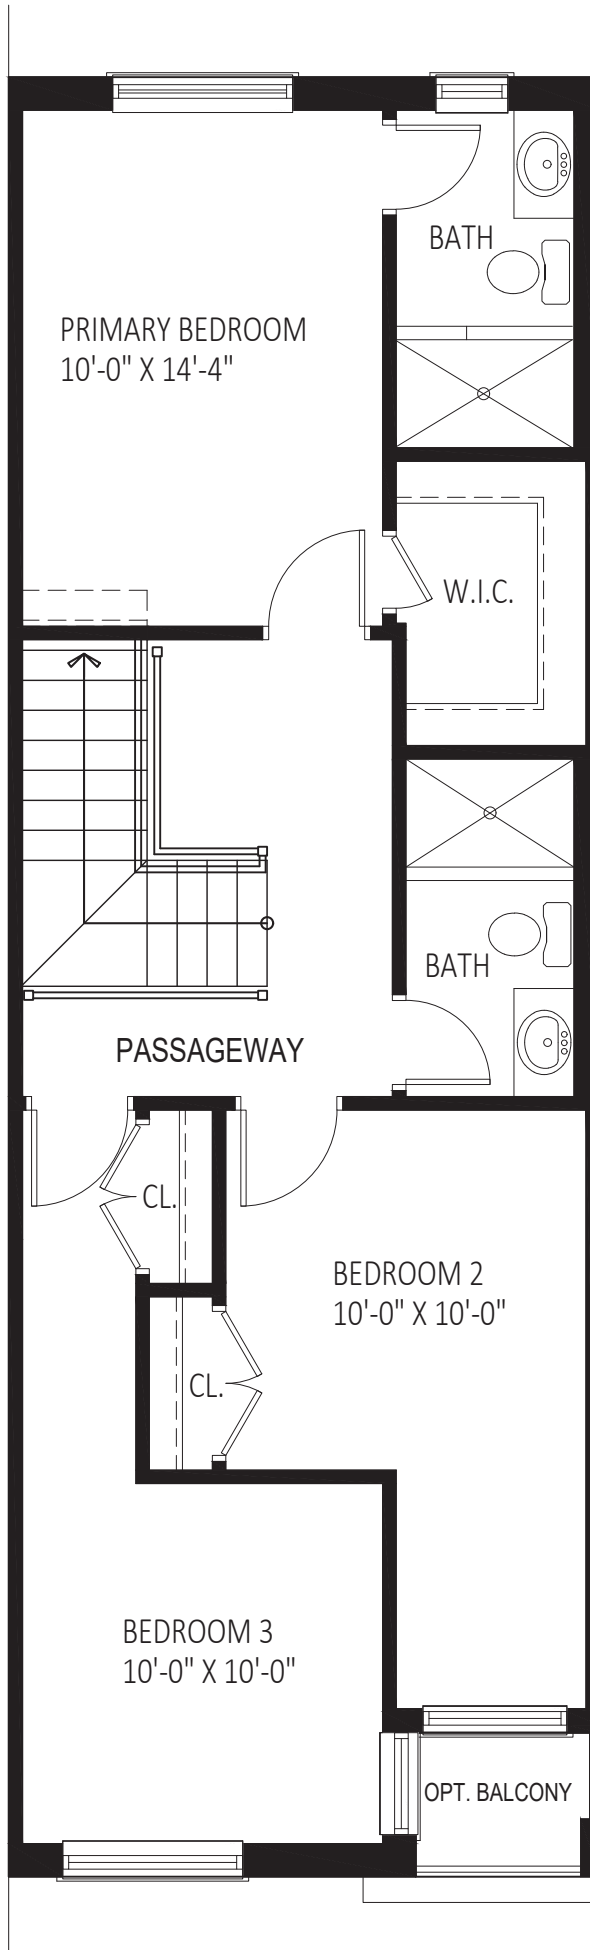 BATH
PRIMARY BEDROOM
10'-0" X 14'-4"
W.I.C.
BATH
PASSAGEWAY
CL.
BEDROOM 2
10'-0" X 10'-0"
CL.
BEDROOM 3
10'-0" X 10'-0"
OPT. BALCONY